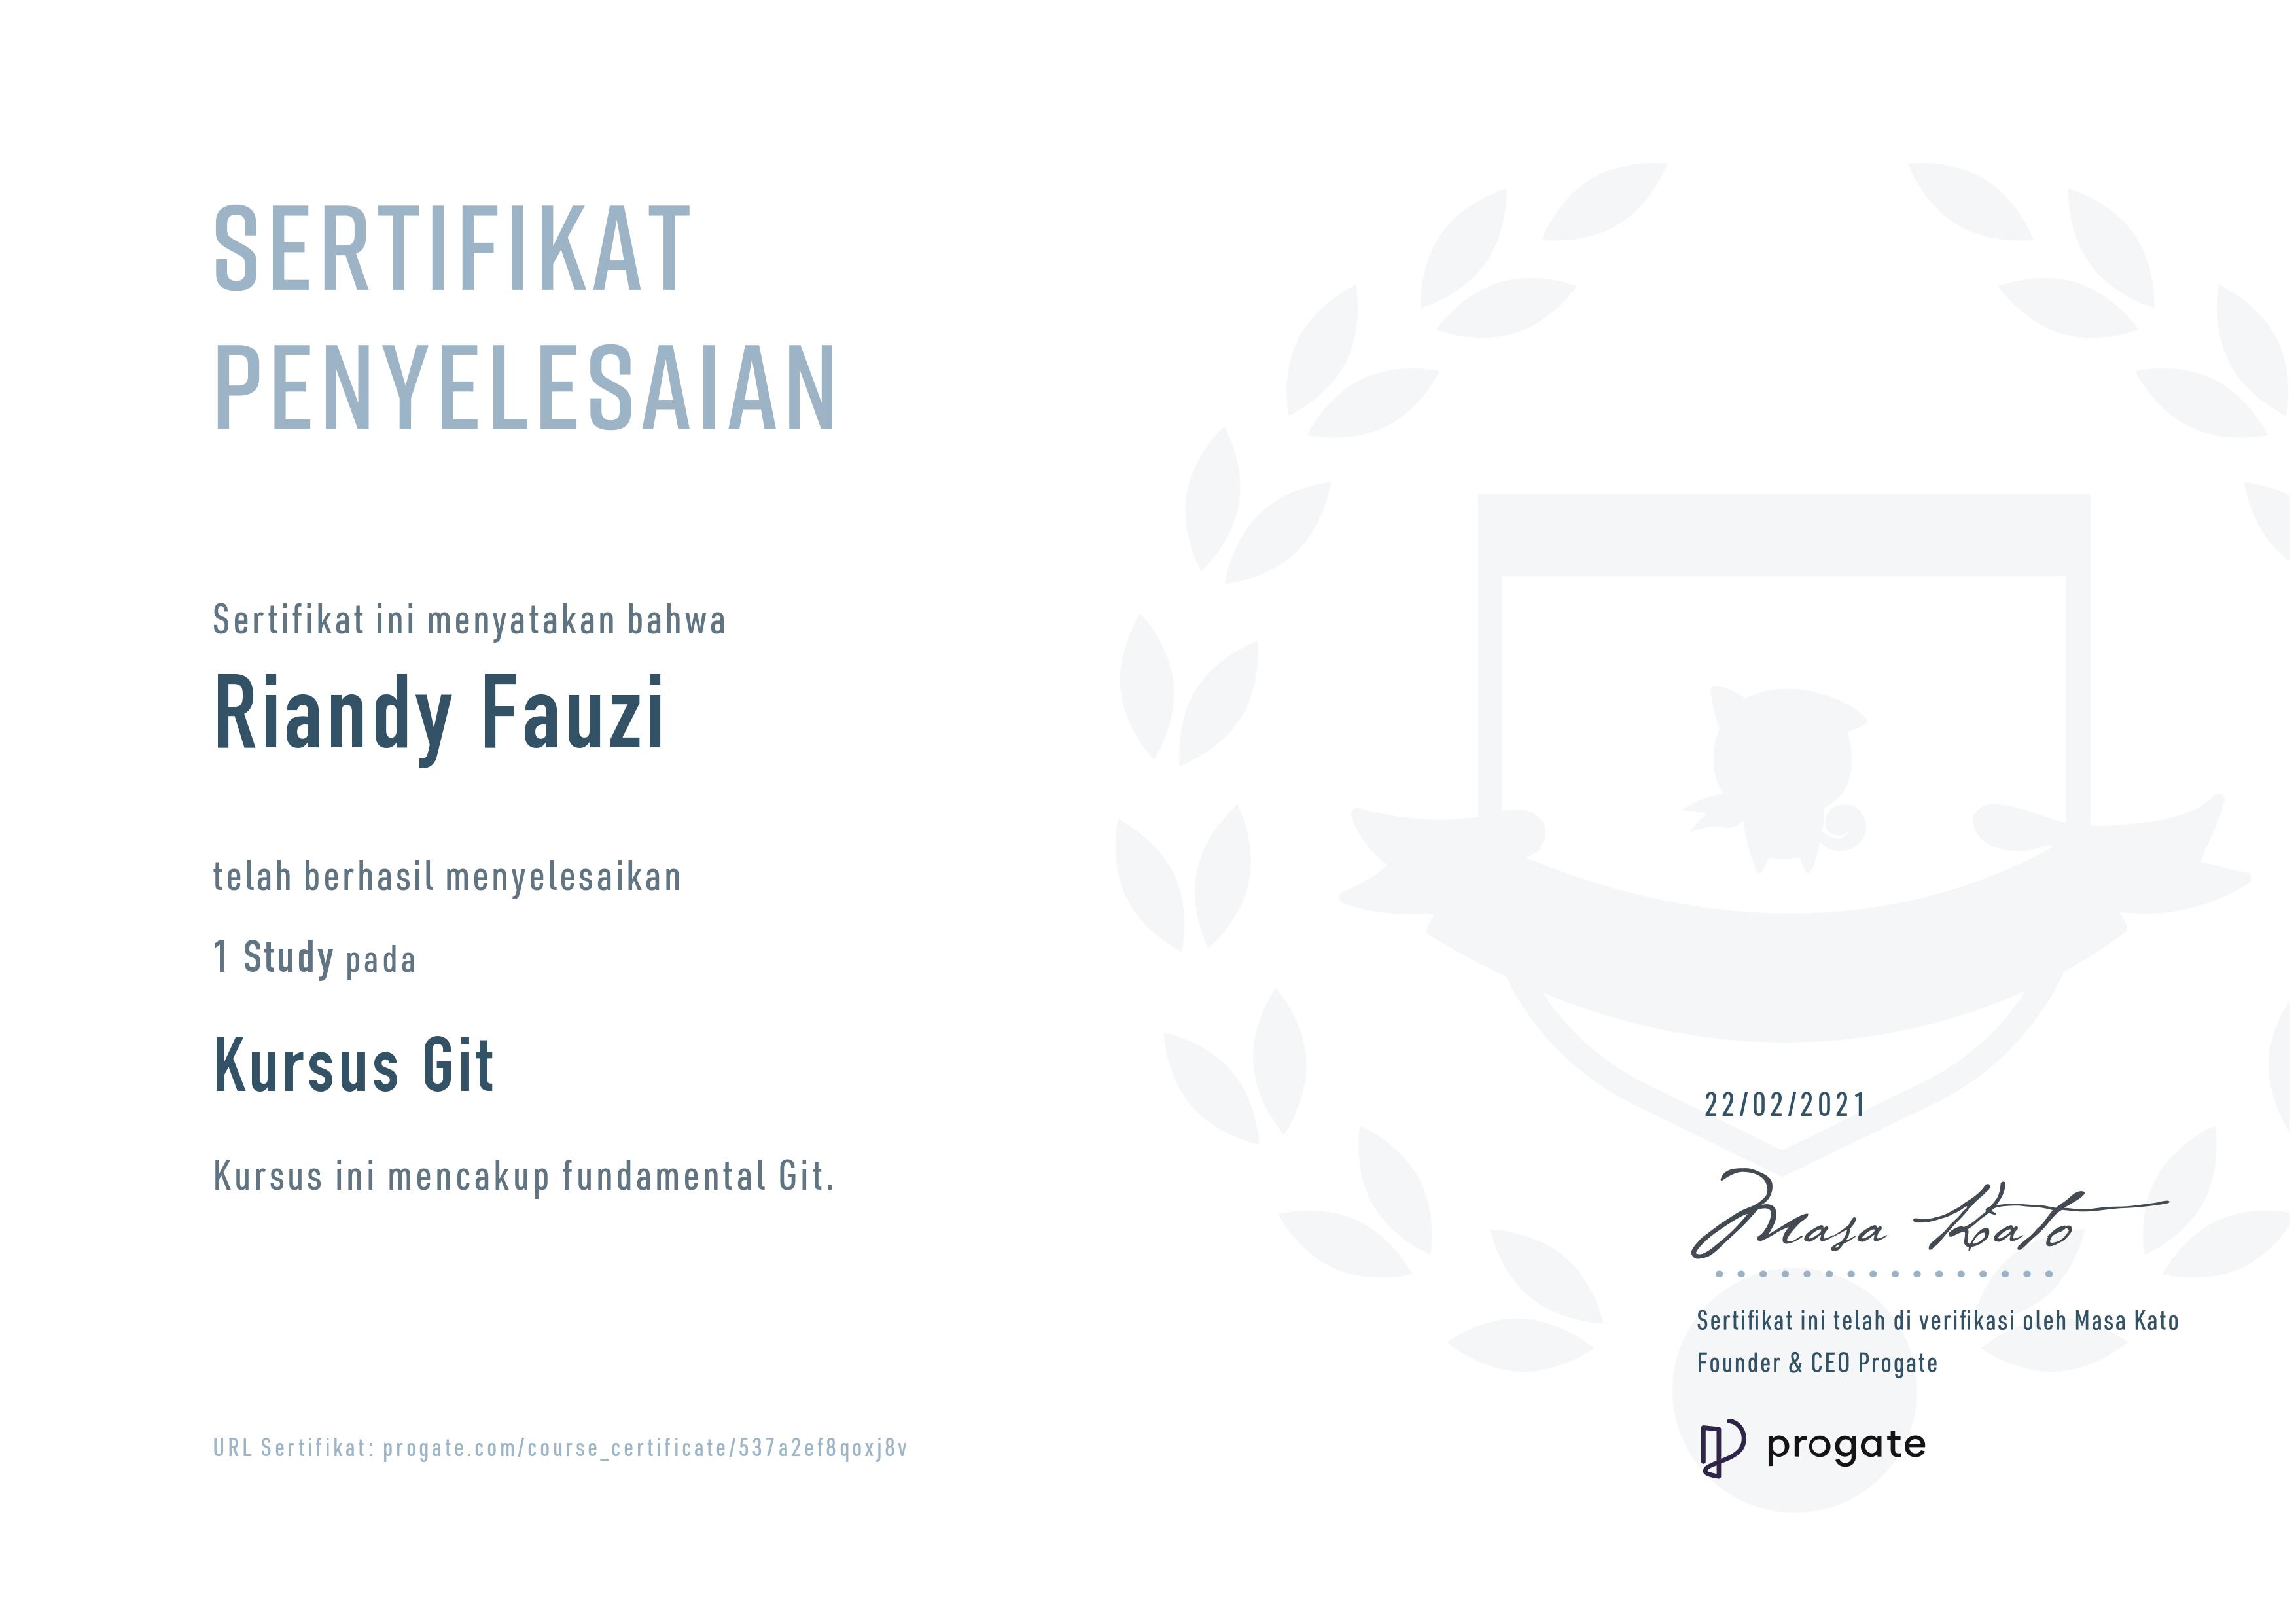 SERTIFIKAT
PENYELESAIAN
Sertifikat ini menyatakan bahwa
Riandy Fauzi
telah berhasil menyelesaikan
1 Study pada
Kursus Git
Kursus ini mencakup fundamental Git.
URL Sertifikat: progate.com/course_certificate/537a2ef8qoxj8v
22/02/2021
Masa Kato
Sertifikat ini telah di verifikasi oleh Masa Kato
Founder & CEO Progate
progate